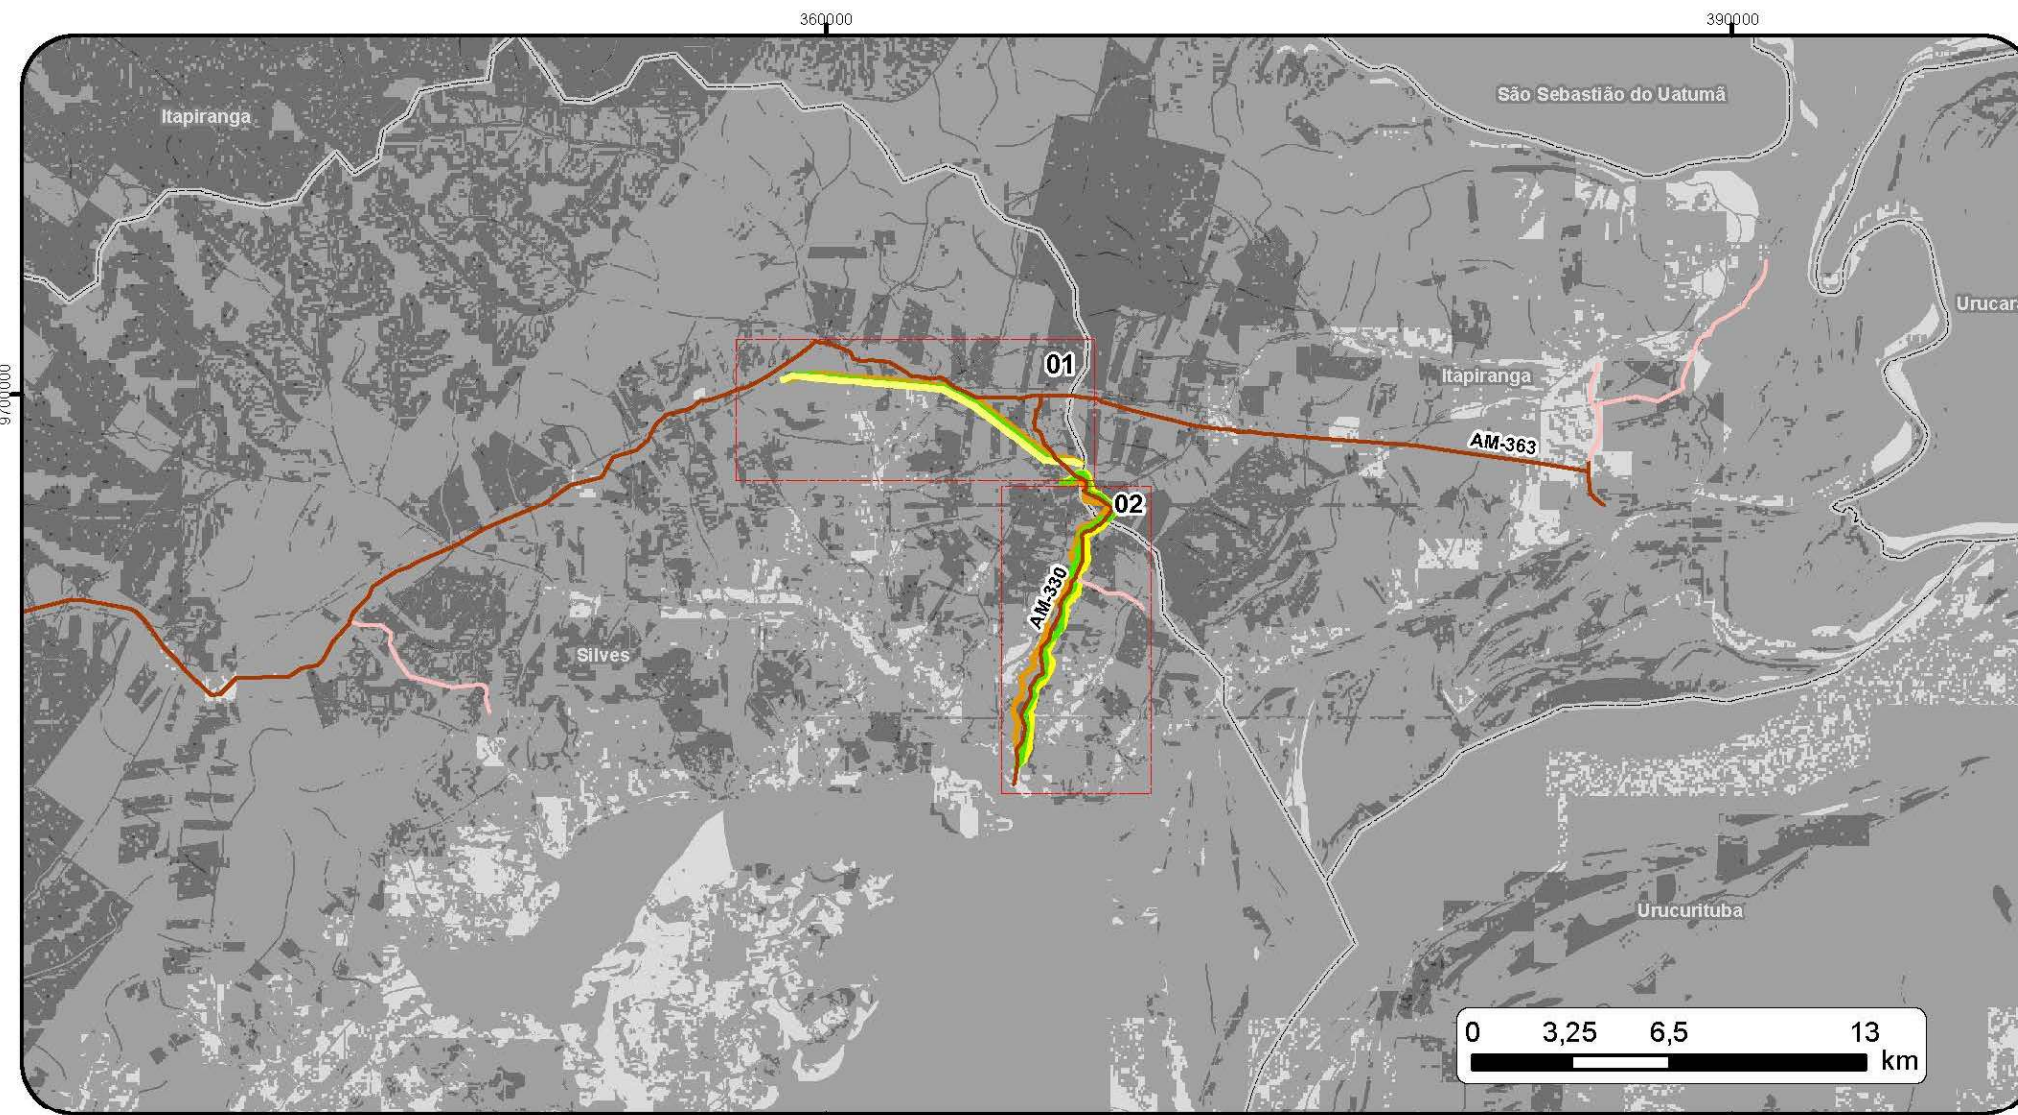 360000
390000
Itapiranga
São Sebastião do Uatumã
Urucar
01
9700000
Itapiranga
AM-363
02
AM-330
Silves
Urucurituba
0 3,25 6,5 13
km